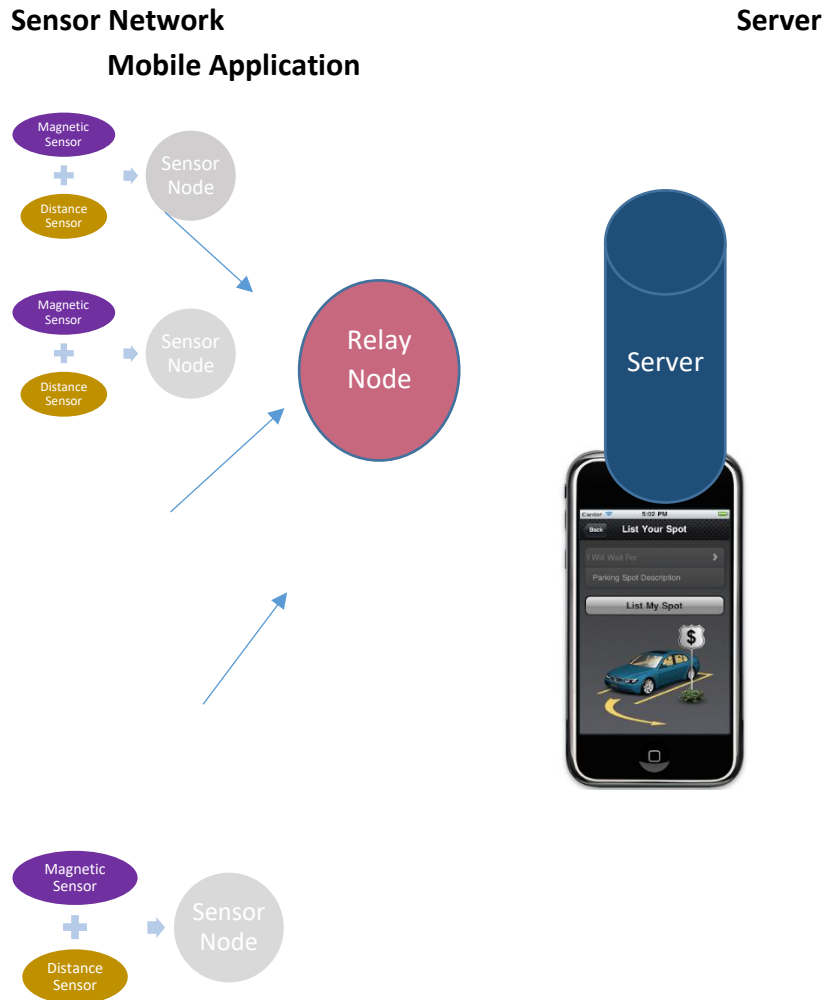 Sensor Network Server
Mobile Application
Magnetic
Sensor
Distance
Sensor
Sensor
Node
Magnetic
Sensor
Distance
Sensor
Sensor
Node
Relay
Node
Server
Carrier 5:02 PM
Back List Your Spot
I Will Wait For
Parking Spot Description
List My Spot
$
Magnetic
Sensor
Distance
Sensor
Sensor
Node